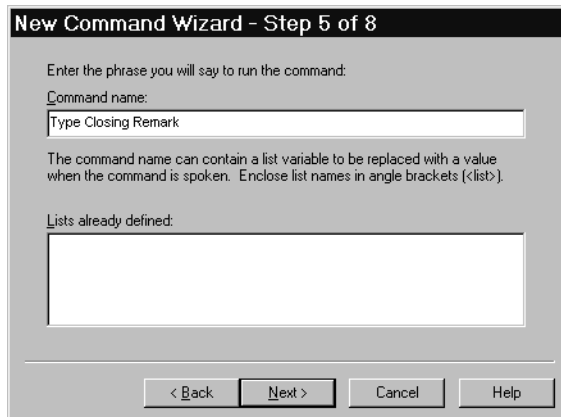 New Command Wizard - Step 5 of 8
Enter the phrase you will say to run the command:
Command name:
Type Closing Remark
The command name can contain a list variable to be replaced with a value
when the command is spoken.  Enclose list names in angle brackets (<list>).
Lists already defined:
< Back Next > Cancel Help